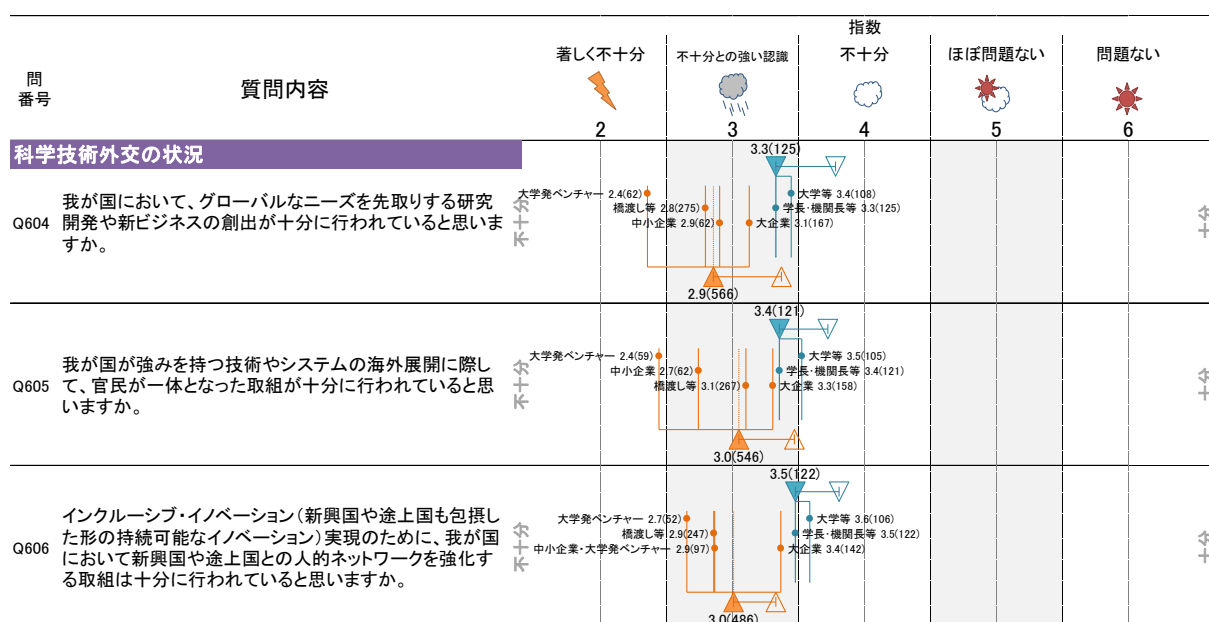 指数
著しく不十分
不十分との強い認識
不十分
ほぼ問題ない
問題ない
問
番号
質問内容
2
3
4
5
6
科学技術外交の状況
3.3(125)
Q604
我が国において、グローバルなニーズを先取りする研究
開発や新ビジネスの創出が十分に行われていると思いま
すか。
不十分
大学発ベンチャー 2.4(62)
橋渡し等 2.8(275)
中小企業 2.9(62)
大企業 3.1(167)
大学等 3.4(108)
学長・機関長等 3.3(125)
十分
2.9(566)
3.4(121)
Q605
我が国が強みを持つ技術やシステムの海外展開に際し
て、官民が一体となった取組が十分に行われていると思
いますか。
不十分
大学発ベンチャー 2.4(59)
中小企業 2.7(62)
橋渡し等 3.1(267)
大企業 3.3(158)
大学等 3.5(105)
学長・機関長等 3.4(121)
十分
3.0(546)
3.5(122)
Q606
インクルーシブ・イノベーション(新興国や途上国も包摂し
た形の持続可能なイノベーション)実現のために、我が国
において新興国や途上国との人的ネットワークを強化す
る取組は十分に行われていると思いますか。
不十分
大学発ベンチャー 2.7(52)
橋渡し等 2.9(247)
中小企業・大学発ベンチャー 2.9(97)
大企業 3.4(142)
大学等 3.6(106)
学長・機関長等 3.5(122)
十分
3.0(486)